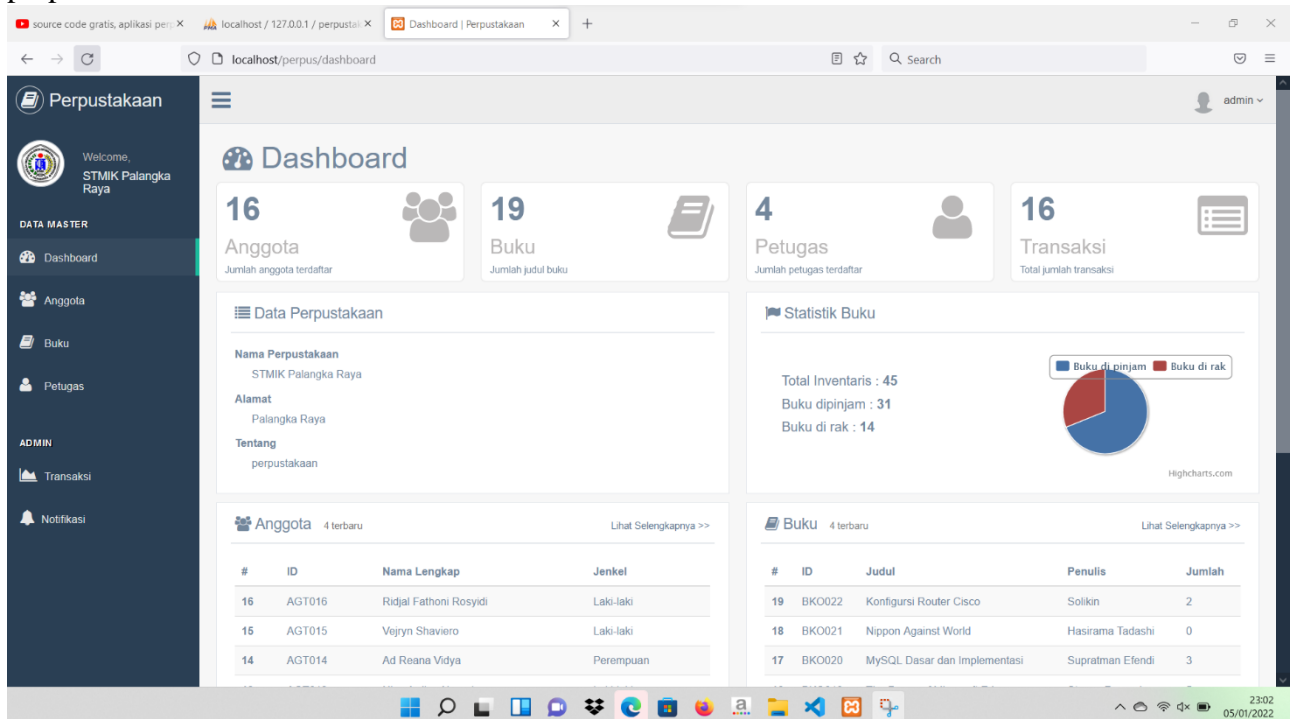 source code gratis, aplikasi per
localhost / 127.0.0.1 / perpustak
Dashboard | Perpustakaan
localhost/perpus/dashboard
Search
Perpustakaan
admin
Welcome,
STMIK Palangka
Raya
DATA MASTER
Dashboard
Anggota
Buku
Petugas
ADMIN
Transaksi
Notifikasi
Dashboard
16
Anggota
Jumlah anggota terdaftar
19
Buku
Jumlah judul buku
4
Petugas
Jumlah petugas terdaftar
16
Transaksi
Total jumlah transaksi
Data Perpustakaan
Nama Perpustakaan
STMIK Palangka Raya
Alamat
Palangka Raya
Tentang
perpustakaan
Statistik Buku
Total Inventaris : 45
Buku dipinjam : 31
Buku di rak : 14
Buku di pinjam Buku di rak
Highcharts.com
Anggota 4 terbaru Lihat Selengkapnya >>
# ID Nama Lengkap Jenkel
16 AGT016 Ridjal Fathoni Rosyidi Laki-laki
15 AGT015 Vejryn Shaviero Laki-laki
14 AGT014 Ad Reana Vidya Perempuan
Buku 4 terbaru Lihat Selengkapnya >>
# ID Judul Penulis Jumlah
19 BKO022 Konfigursi Router Cisco Solikin 2
18 BKO021 Nippon Against World Hasirama Tadashi 0
17 BKO020 MySQL Dasar dan Implementasi Supratman Efendi 3
23:02
05/01/2022